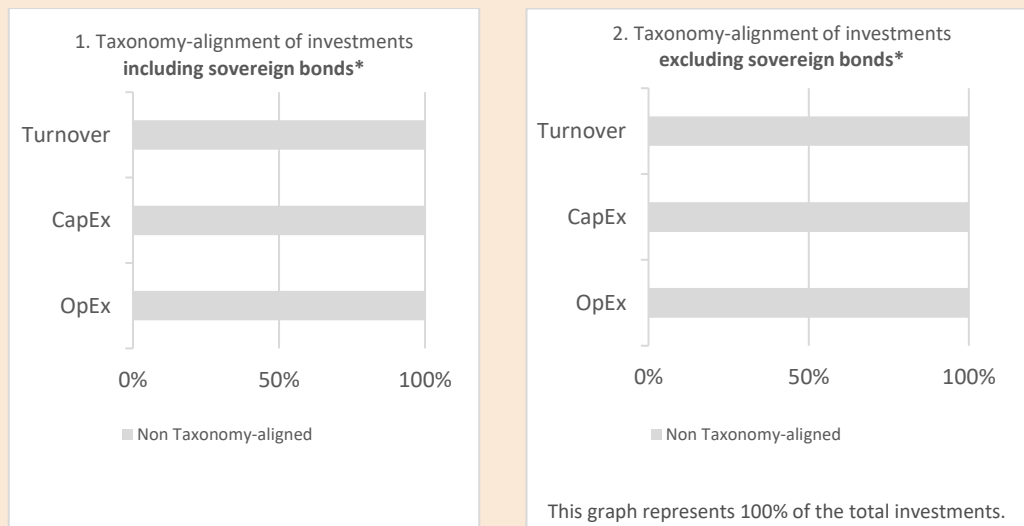 1. Taxonomy-alignment of investments
including sovereign bonds*
Turnover
CapEx
OpEx
0% 50% 100%
Non Taxonomy-aligned
2. Taxonomy-alignment of investments
excluding sovereign bonds*
Turnover
CapEx
OpEx
0% 50% 100%
Non Taxonomy-aligned
This graph represents 100% of the total investments.